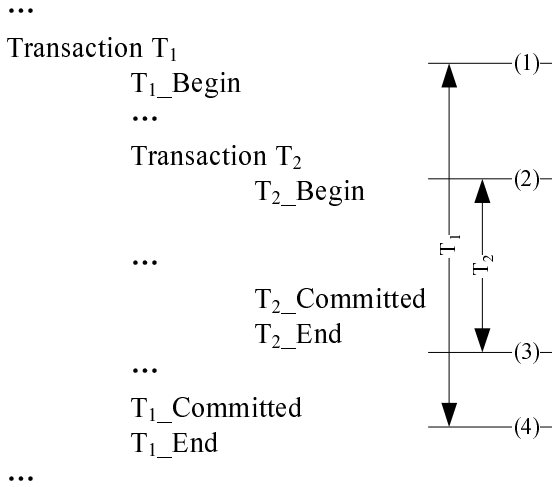 ...
Transaction T1
(1)
T1_Begin
...
Transaction T2
(2)
T2_Begin
T1
T2
...
T2_Committed
T2_End
(3)
...
T1_Committed
(4)
T1_End
...